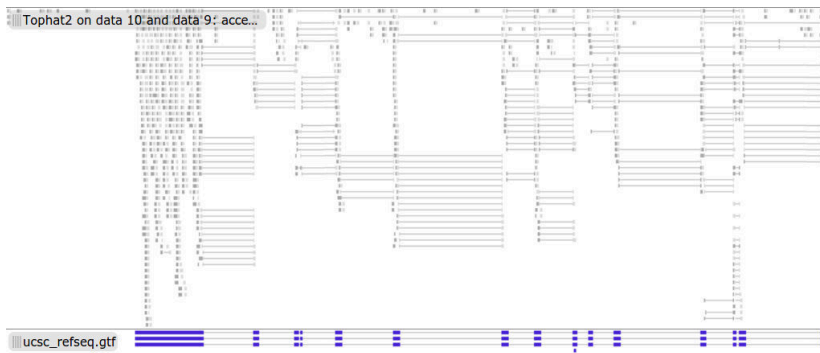 Tophat2 on data 10 and data 9: acce...
ucsc_refseq.gtf